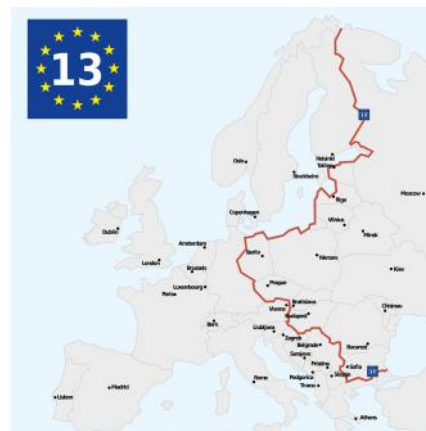 13
13
Helsinki
Tallinn
Oslo
Stockholm
Riga
Moscow
Copenhagen
Vilnius
Minsk
Dublin
Amsterdam
Berlin
Warsaw
London
Brussels
Kiev
Prague
Luxembourg
Paris
Vienna
Bratislava
Budapest
Chisinau
Bern
Ljubljana
Zagreb
Belgrade
Bucharest
Sarajevo
Pristina
Sofia
13
Podgorica
Skopje
Rome
Tirana
Madrid
Lisbon
Athens